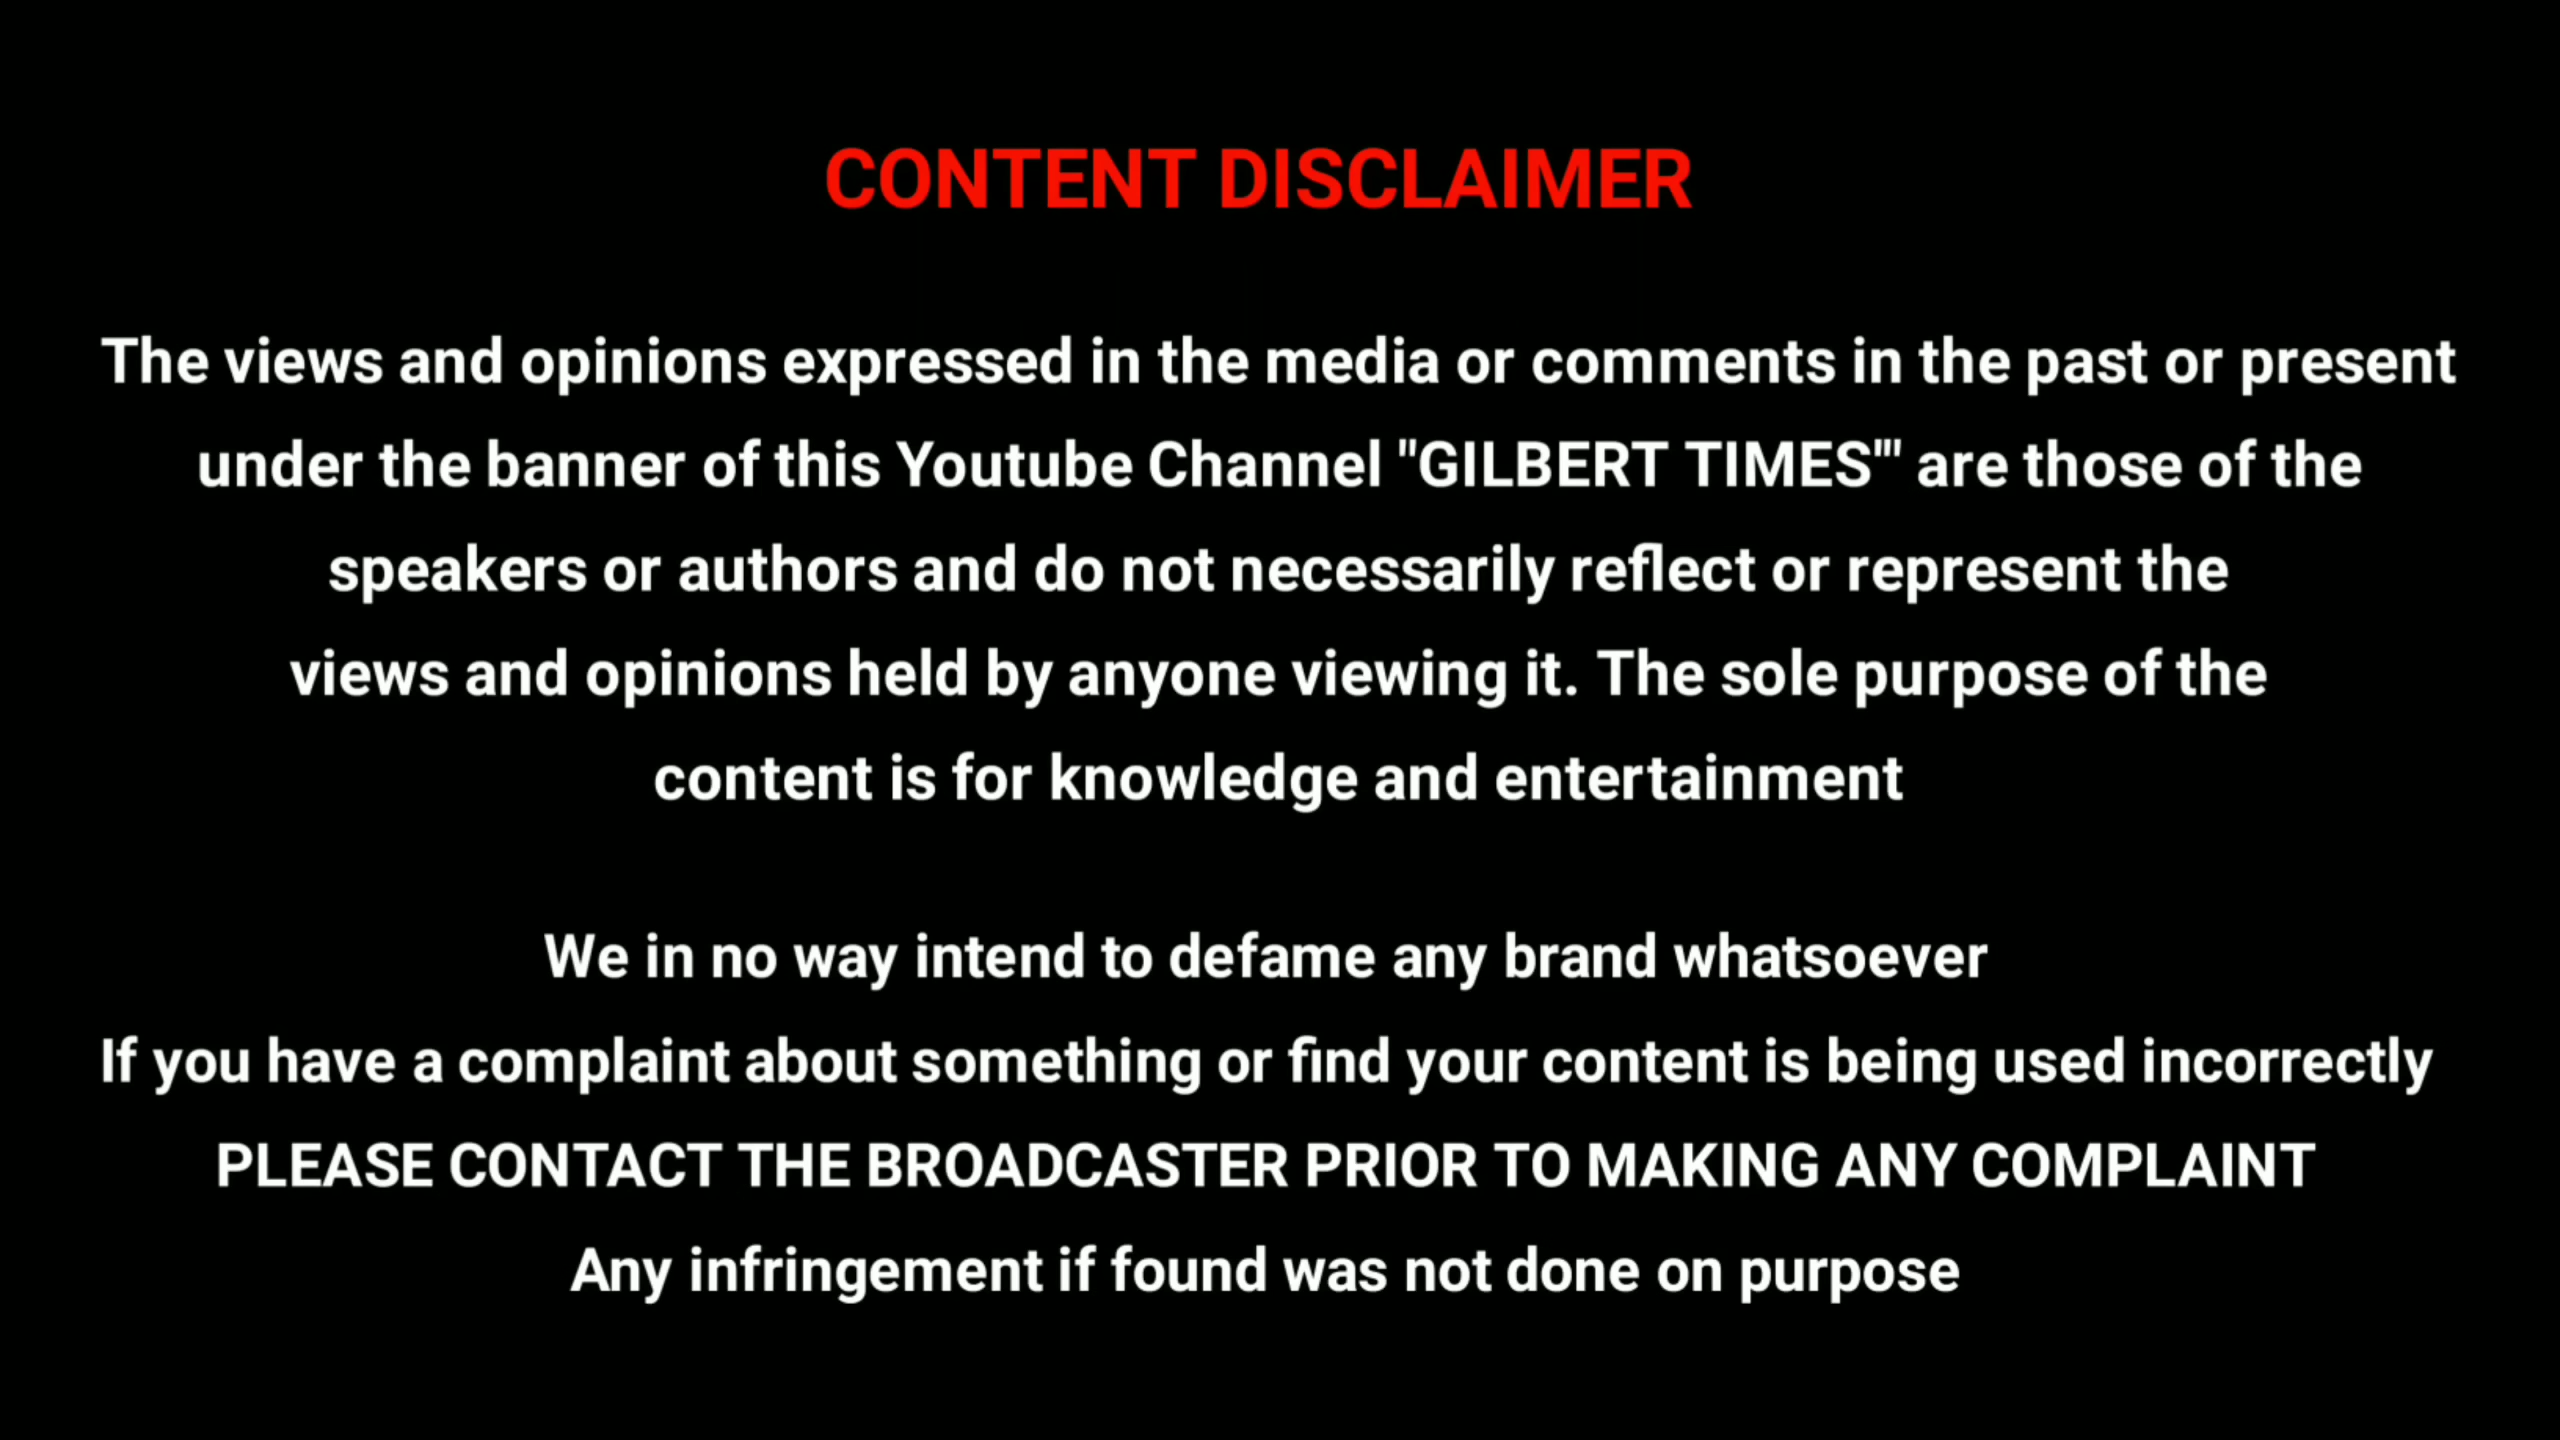 CONTENT DISCLAIMER
The views and opinions expressed in the media or comments in the past or present
under the banner of this Youtube Channel "GILBERT TIMES"' are those of the
speakers or authors and do not necessarily reflect or represent the
views and opinions held by anyone viewing it. The sole purpose of the
content is for knowledge and entertainment
We in no way intend to defame any brand whatsoever
If you have a complaint about something or find your content is being used incorrectly
PLEASE CONTACT THE BROADCASTER PRIOR TO MAKING ANY COMPLAINT
Any infringement if found was not done on purpose